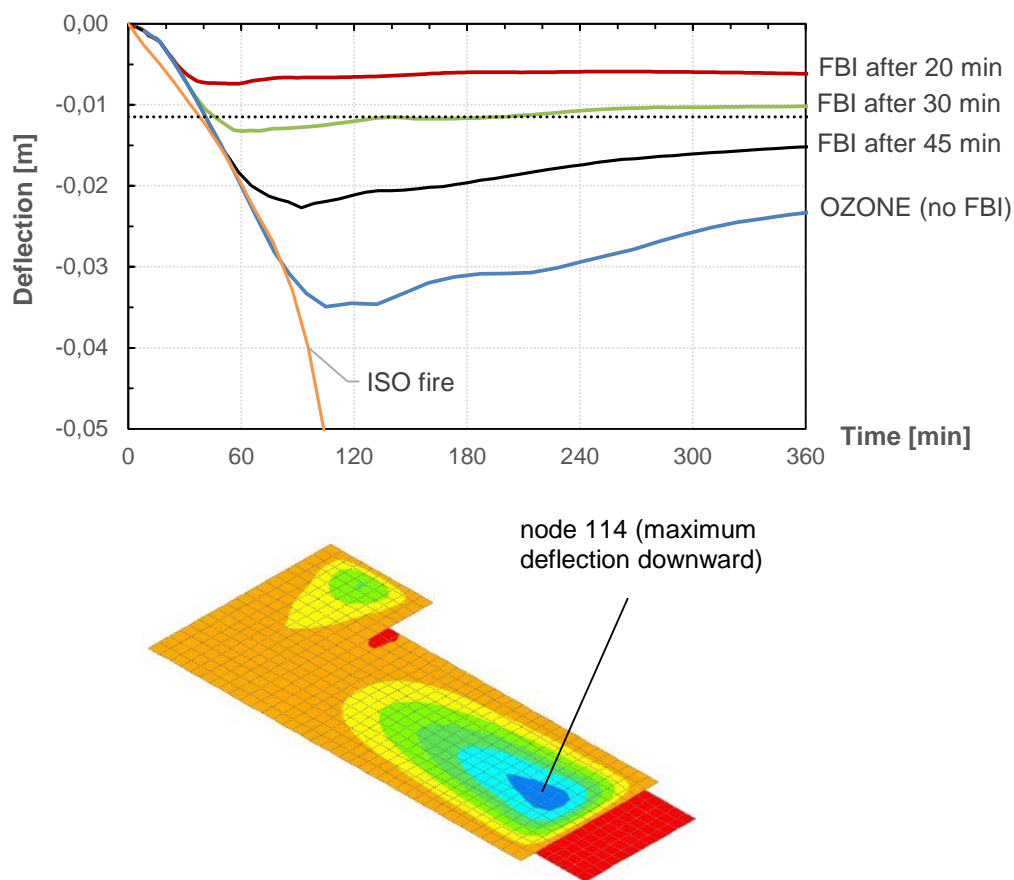 0,00
-0,01
-0,02
-0,03
-0,04
-0,05
Deflection [m]
FBI after 20 min
FBI after 30 min
FBI after 45 min
OZONE (no FBI)
ISO fire
Time [min]
0 60 120 180 240 300 360
node 114 (maximum
deflection downward)